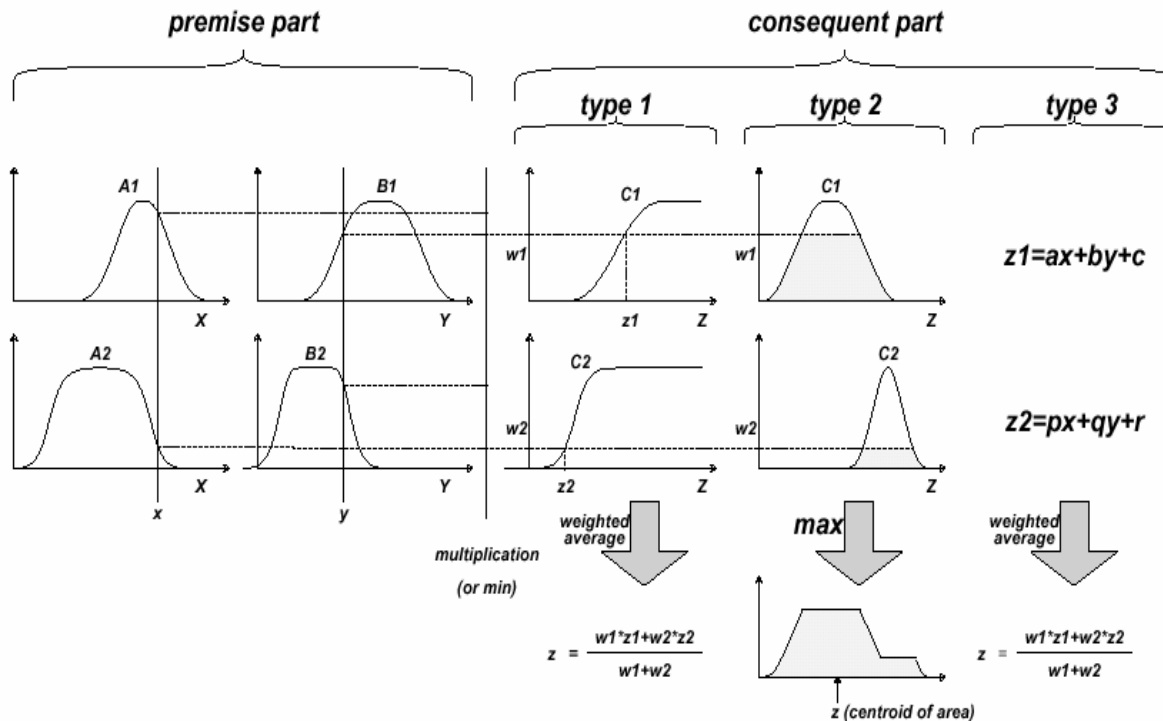 premise part
consequent part
type 1
type 2
type 3
A1
B1
C1
C1
w1
w1
z1=ax+by+c
X
Y
z1
Z
Z
A2
B2
C2
C2
w2
w2
z2=px+qy+r
X
Y
z2
Z
Z
x
y
multiplication
(or min)
weighted
average
max
weighted
average
z = w1*z1+w2*z2
w1+w2
z = w1*z1+w2*z2
w1+w2
z (centroid of area)